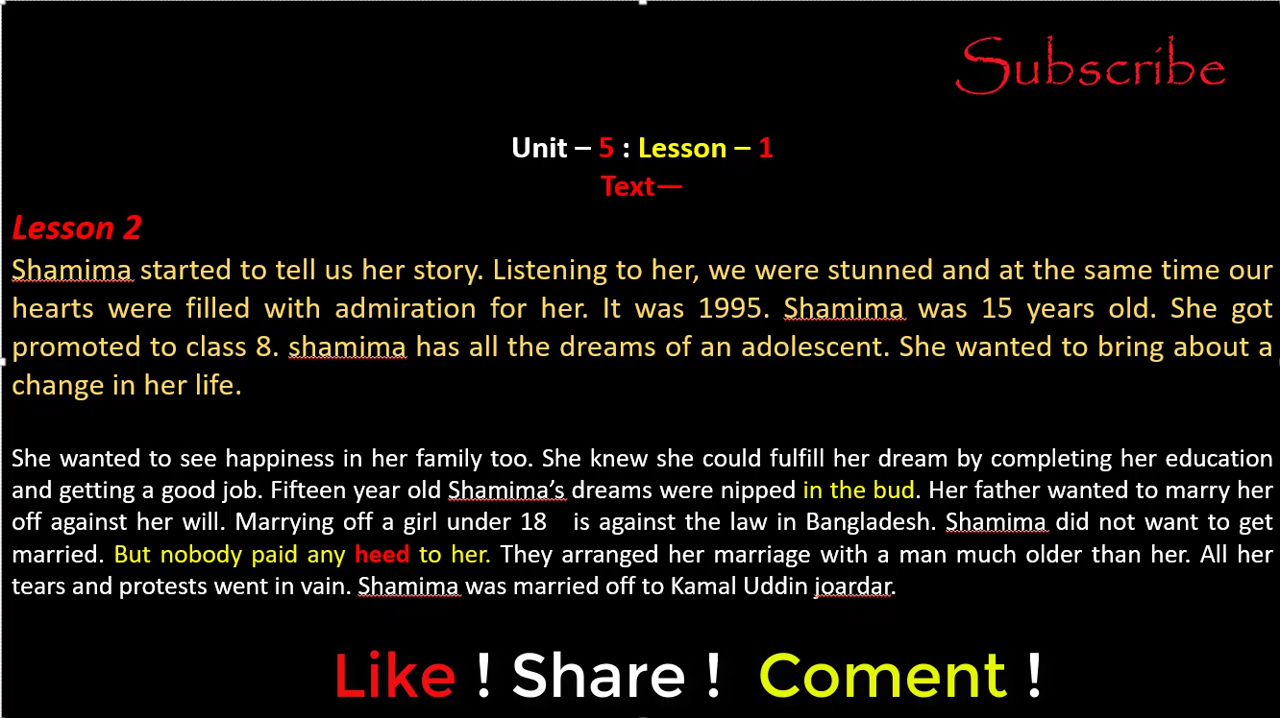 Subscribe
Unit – 5 : Lesson – 1
Text—
Lesson 2
Shamima started to tell us her story. Listening to her, we were stunned and at the same time our
hearts were filled with admiration for her. It was 1995. Shamima was 15 years old. She got
promoted to class 8. shamima has all the dreams of an adolescent. She wanted to bring about a
change in her life.
She wanted to see happiness in her family too. She knew she could fulfill her dream by completing her education
and getting a good job. Fifteen year old Shamima’s dreams were nipped in the bud. Her father wanted to marry her
off against her will. Marrying off a girl under 18 is against the law in Bangladesh. Shamima did not want to get
married. But nobody paid any heed to her. They arranged her marriage with a man much older than her. All her
tears and protests went in vain. Shamima was married off to Kamal Uddin joardar.
Like ! Share ! Coment !